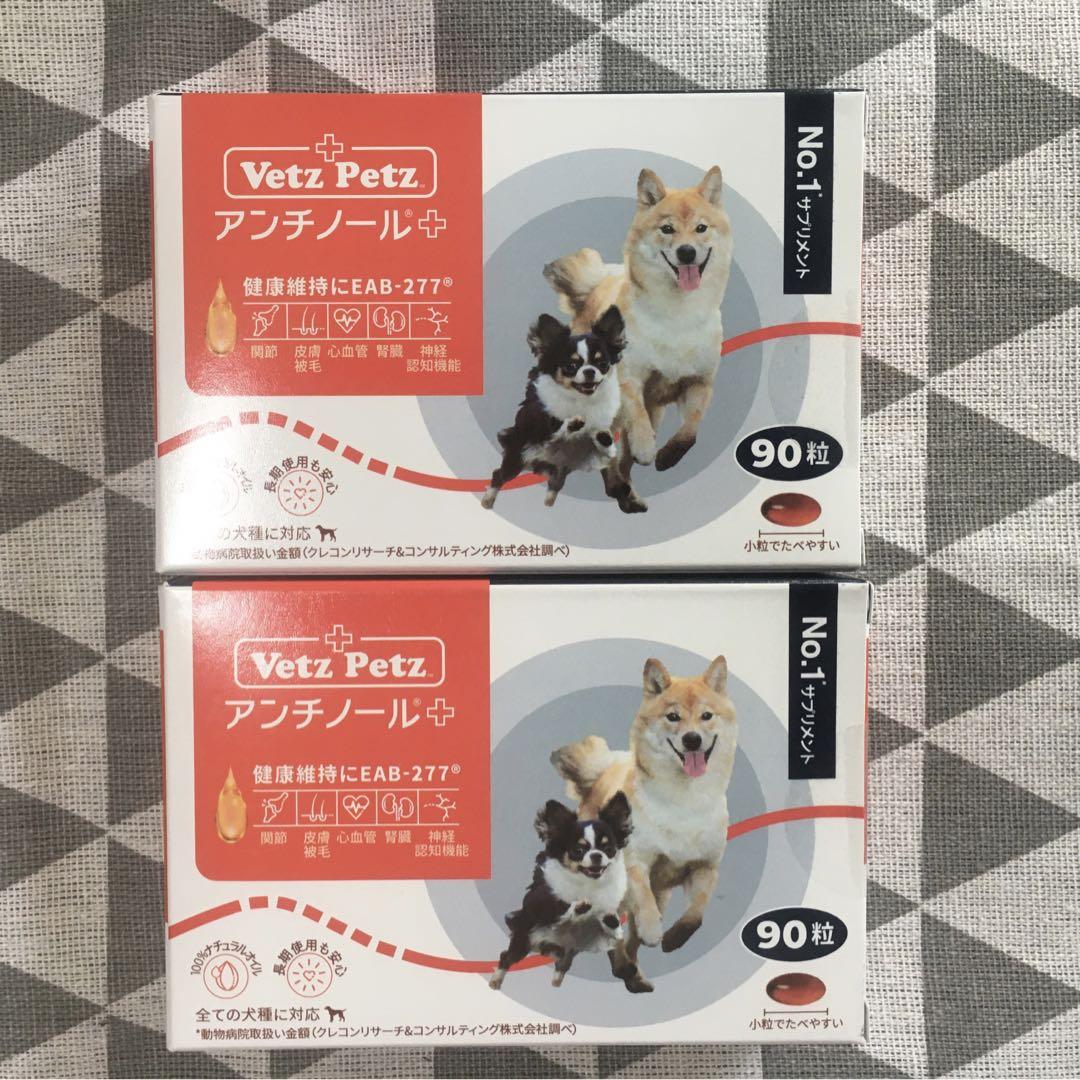 Vetz Petz™
アンチノール®+
健康維持にEAB-277®
関節 皮膚被毛 心血管 腎臓 神経認知機能
No.1*サプリメント
90粒
小粒でたべやすい
長期使用も安心
の犬種に対応
動物病院取扱い金額(クレコンリサーチ&コンサルティング株式会社調べ)
Vetz Petz™
アンチノール®+
健康維持にEAB-277®
関節 皮膚被毛 心血管 腎臓 神経認知機能
No.1*サプリメント
90粒
小粒でたべやすい
100%ナチュラルオイル
長期使用も安心
全ての犬種に対応
*動物病院取扱い金額(クレコンリサーチ&コンサルティング株式会社調べ)